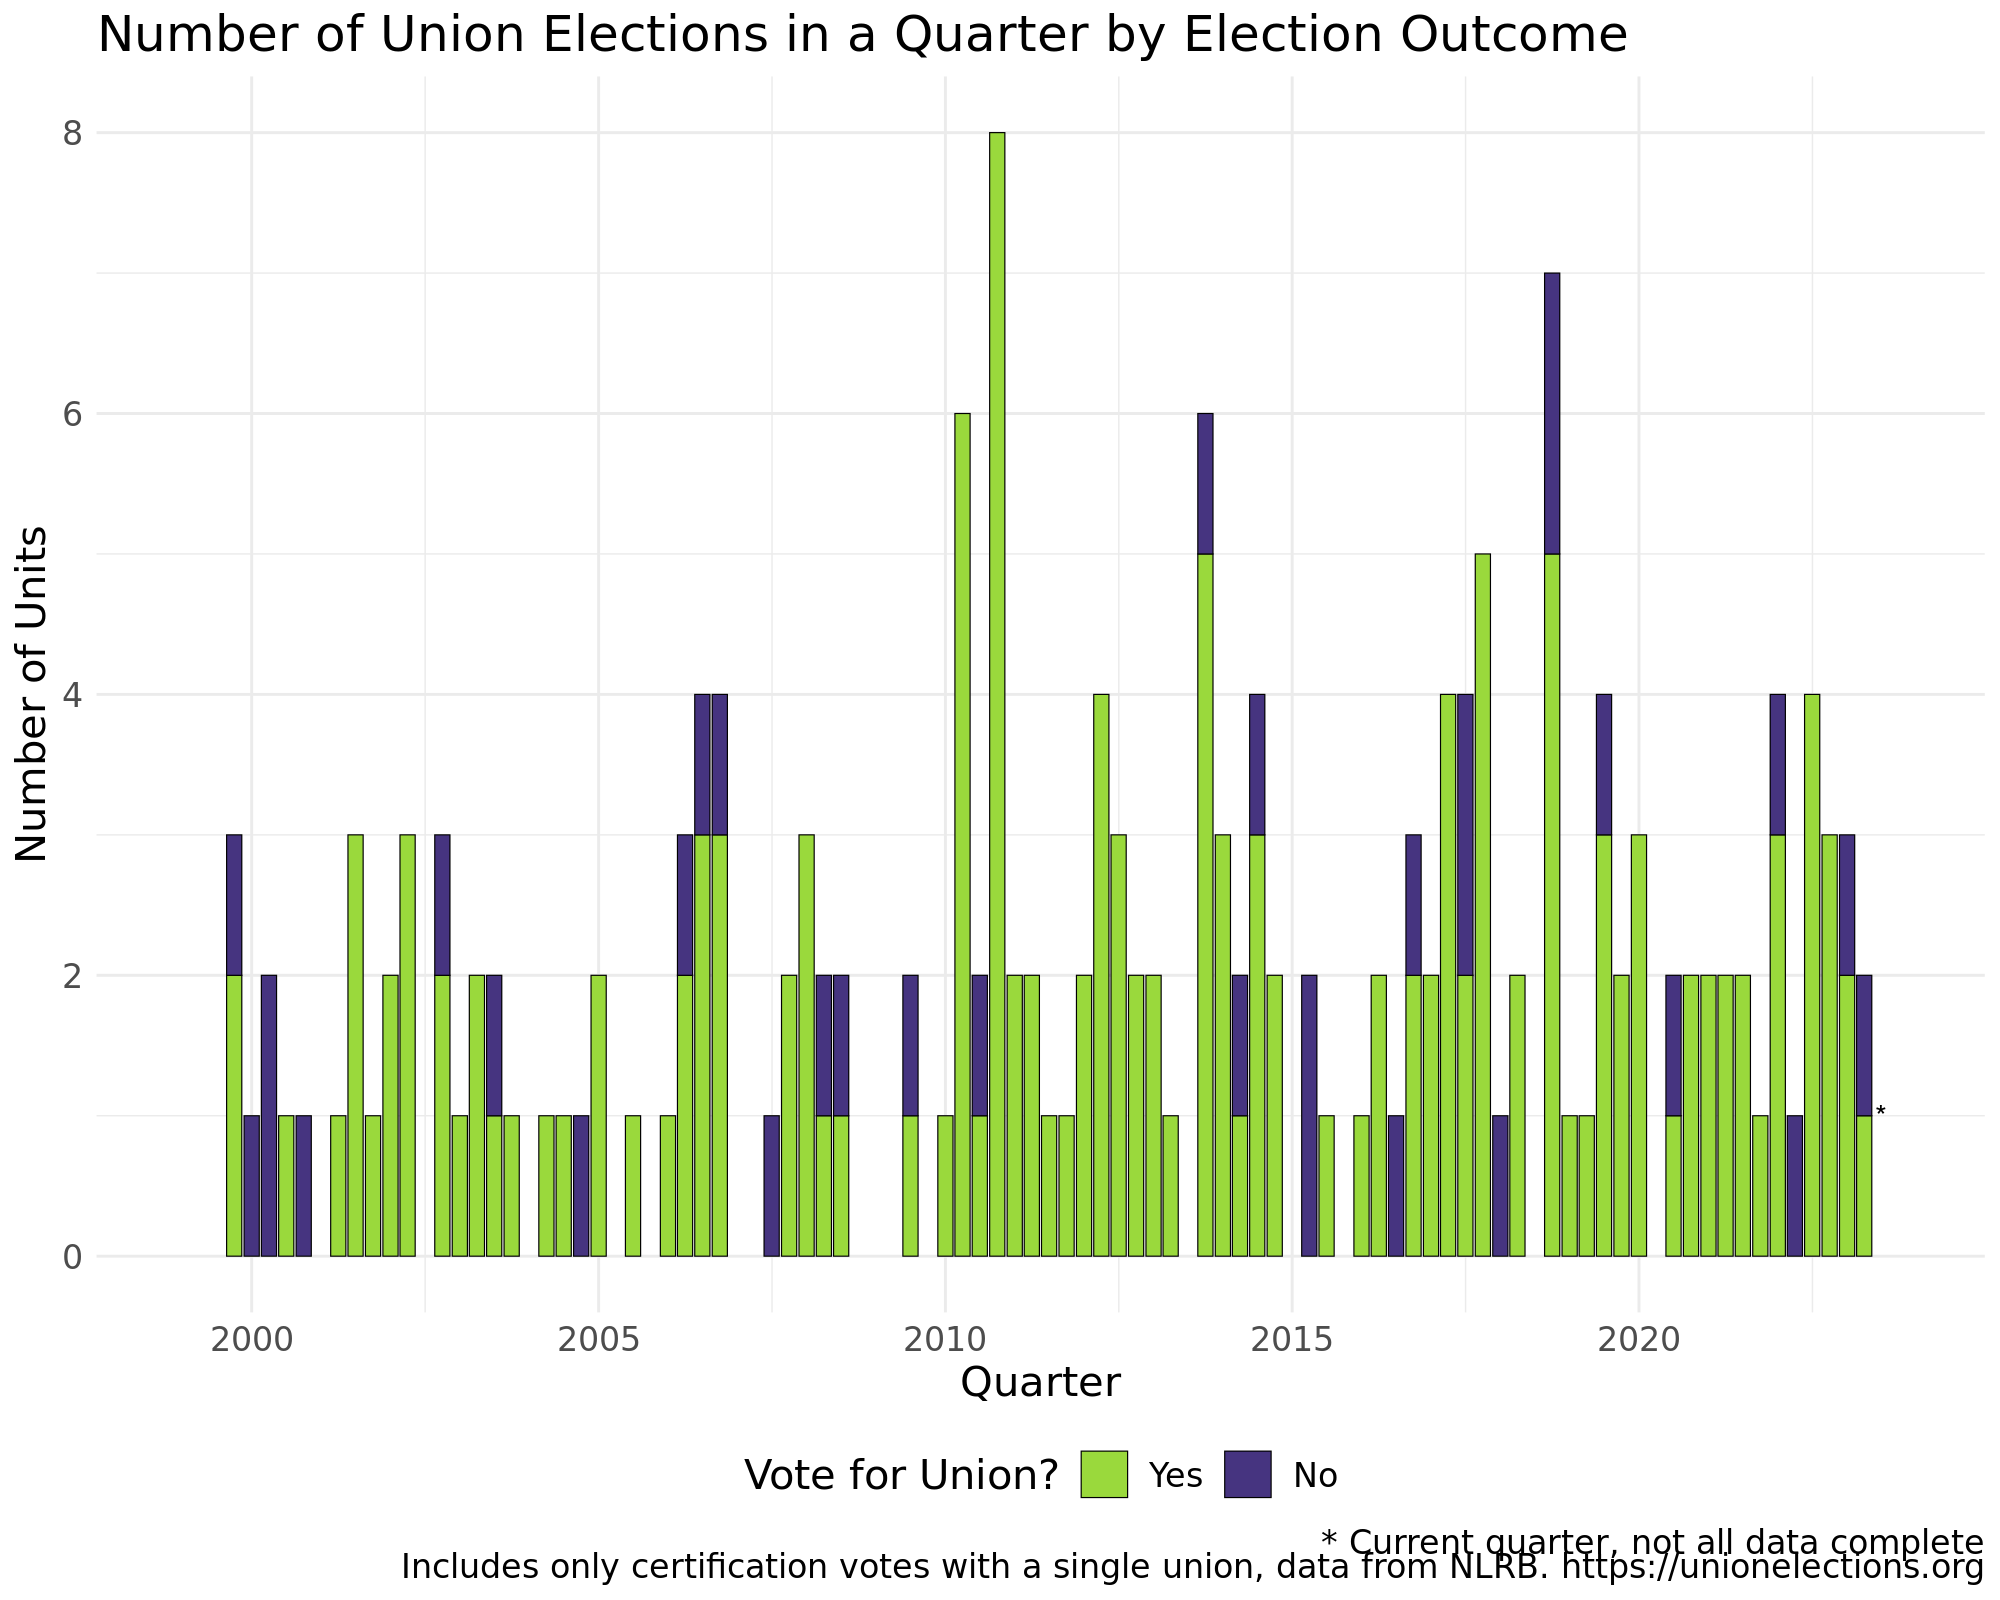 Number of Union Elections in a Quarter by Election Outcome
Number of Units
8
6
4
2
0
*
2000 2005 2010 2015 2020
Quarter
Vote for Union? Yes No
* Current quarter, not all data complete
Includes only certification votes with a single union, data from NLRB. https://unionelections.org